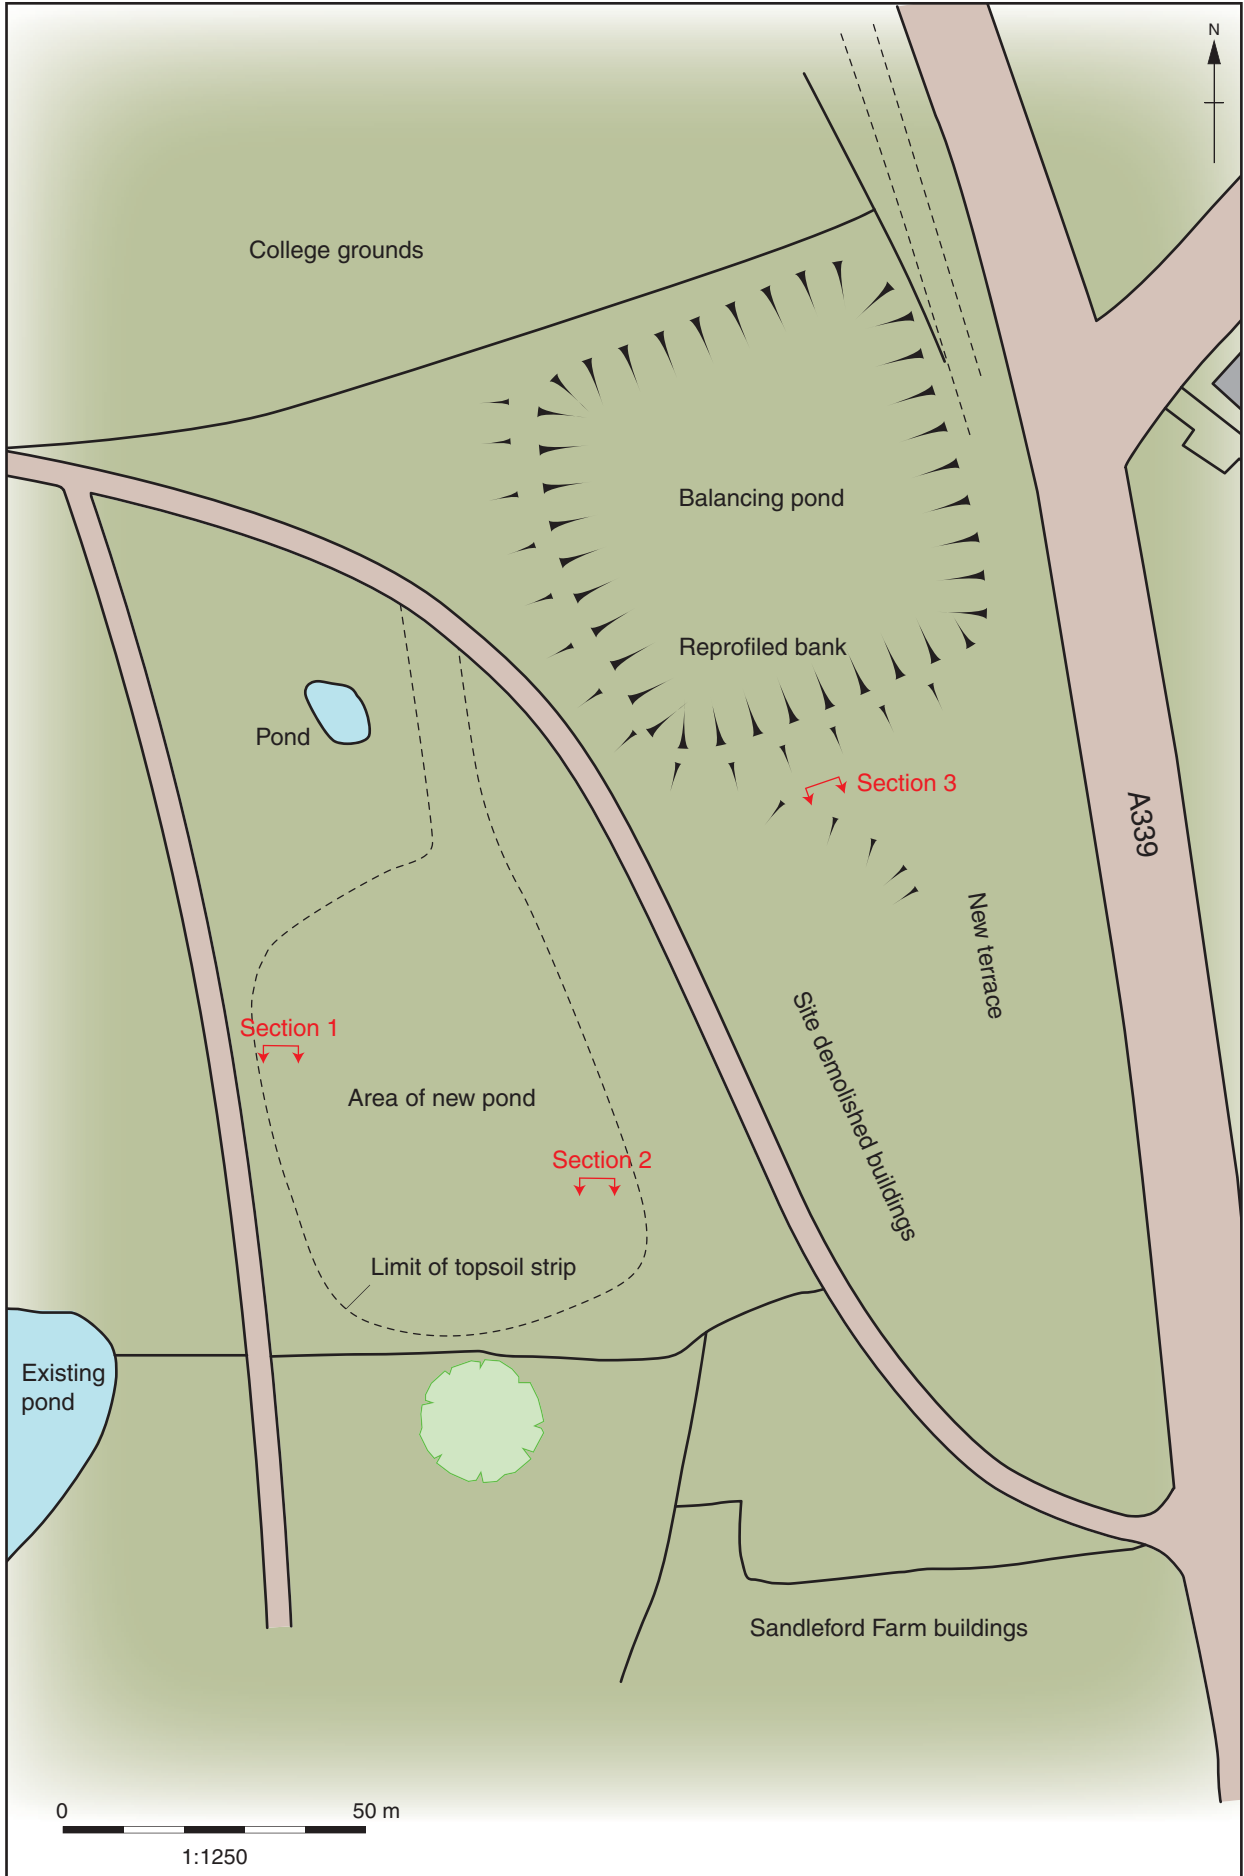 N
College grounds
Balancing pond
Reprofiled bank
Pond
Section 3
A339
New terrace
Site demolished buildings
Section 1
Area of new pond
Section 2
Limit of topsoil strip
Existing
pond
Sandleford Farm buildings
0 50 m
1:1250